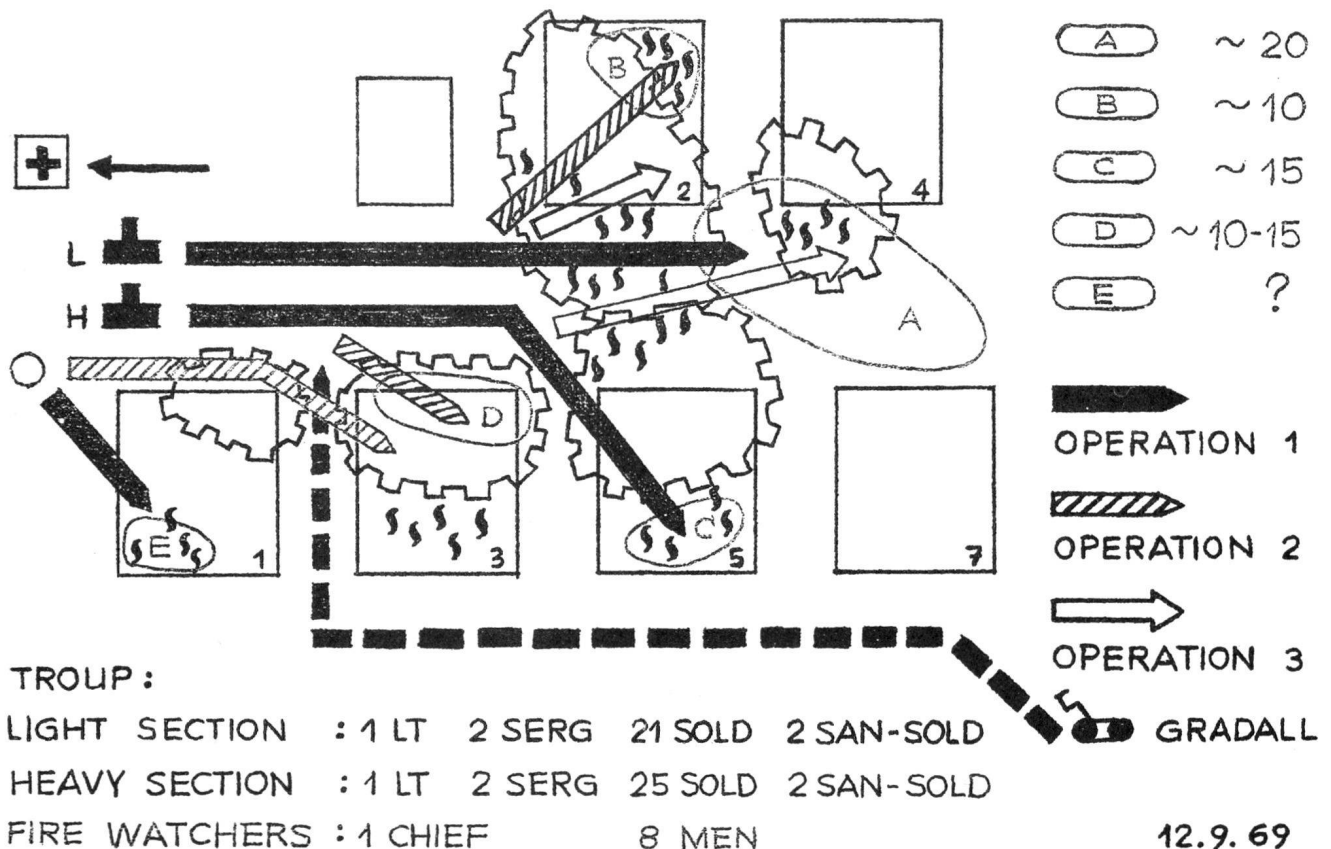 B
2
4
L
H
A
D
E
1
3
C
5
7
A ~ 20
B ~ 10
C ~ 15
D ~ 10-15
E ?
OPERATION 1
OPERATION 2
OPERATION 3
GRADALL
TROUP :
LIGHT SECTION : 1 LT 2 SERG 21 SOLD 2 SAN-SOLD
HEAVY SECTION : 1 LT 2 SERG 25 SOLD 2 SAN-SOLD
FIRE WATCHERS : 1 CHIEF 8 MEN
12.9.69